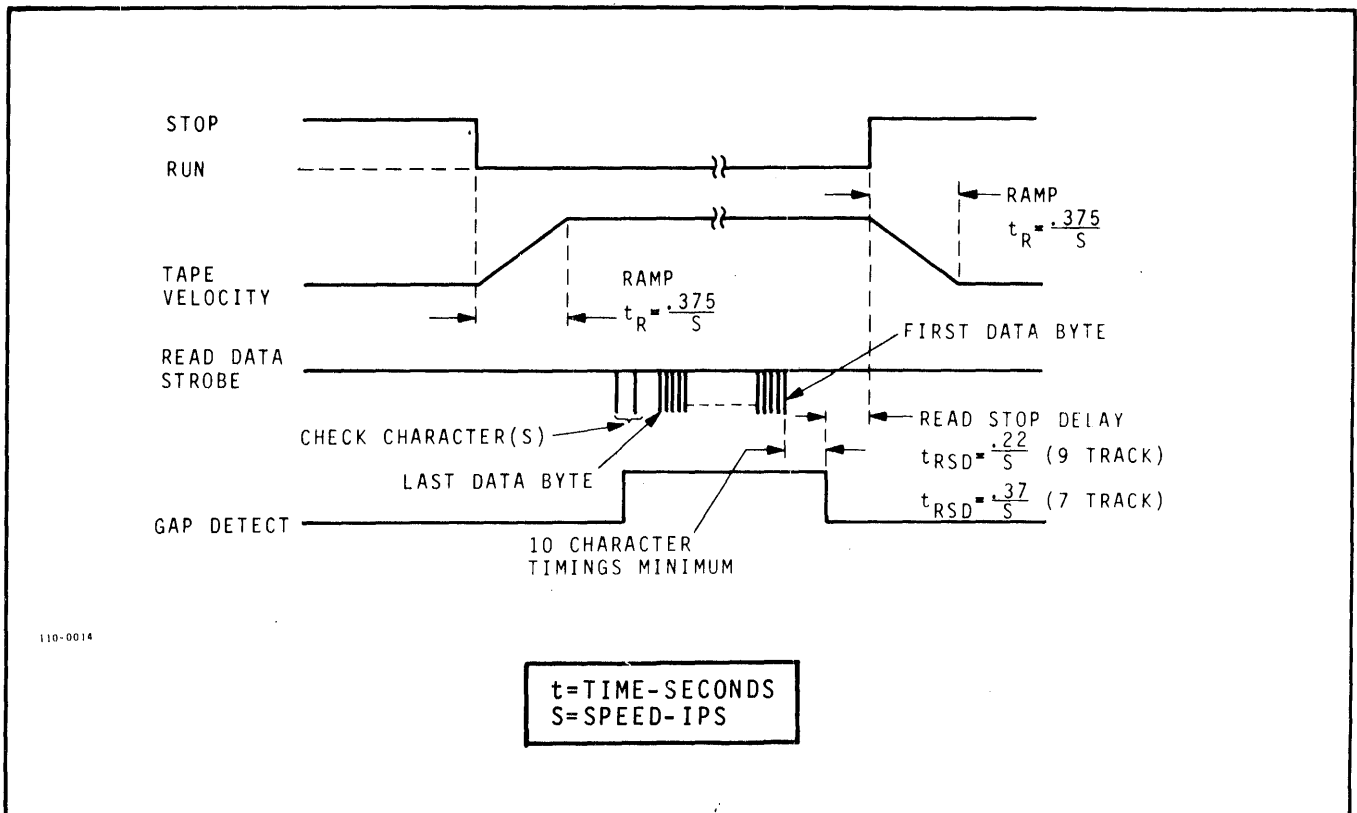 STOP
RUN
RAMP
t_R = .375/S
TAPE
VELOCITY
RAMP
t_R = .375/S
FIRST DATA BYTE
READ DATA
STROBE
CHECK CHARACTER(S)
READ STOP DELAY
t_RSD = .22/S (9 TRACK)
LAST DATA BYTE
t_RSD = .37/S (7 TRACK)
GAP DETECT
10 CHARACTER
TIMINGS MINIMUM
110-0014
t=TIME-SECONDS
S=SPEED-IPS